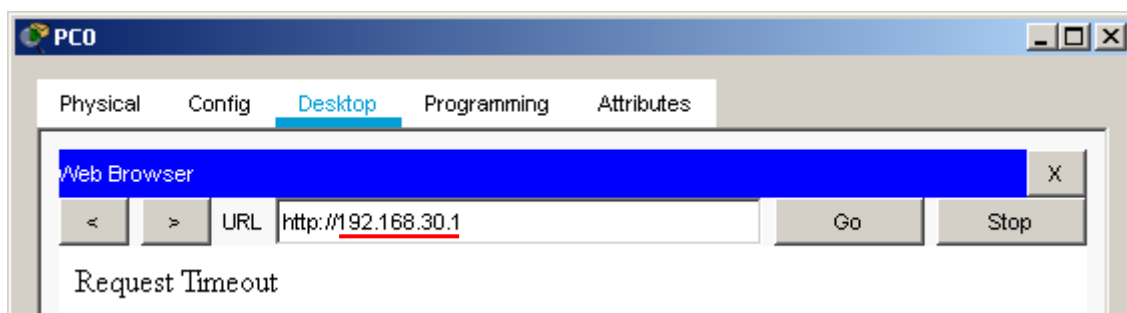 PC0
Physical Config Desktop Programming Attributes
Web Browser X
< > URL http://192.168.30.1 Go Stop
Request Timeout